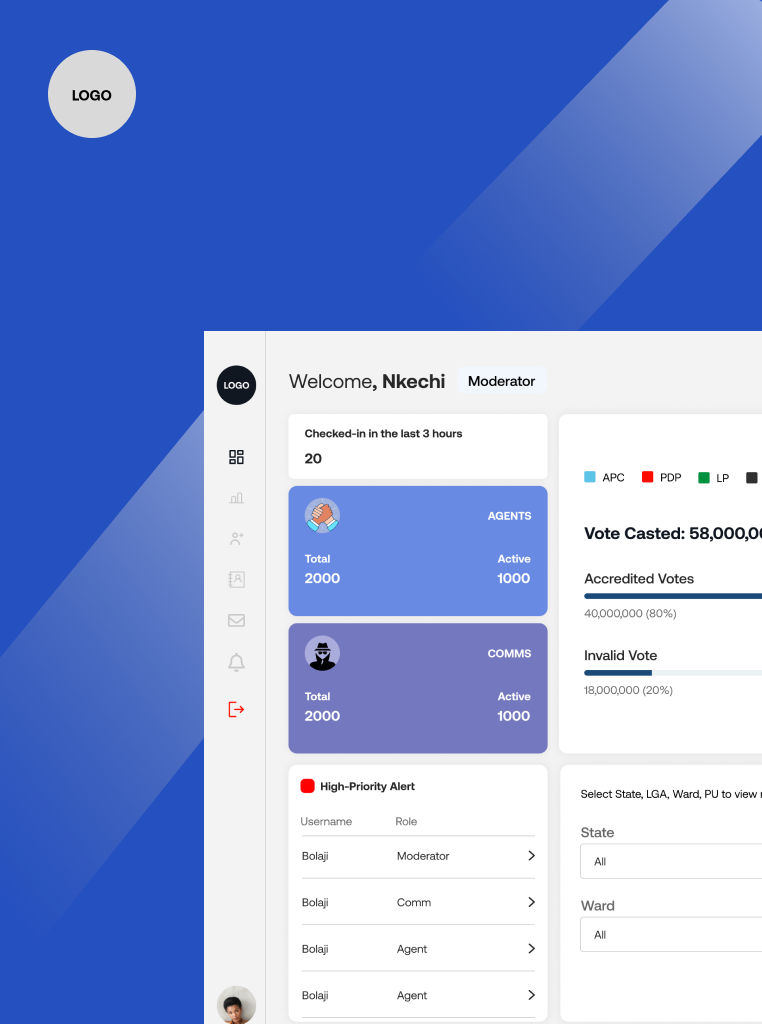 LOGO
LOGO
Welcome, Nkechi
Moderator
Checked-in in the last 3 hours
20
AGENTS
Total
Active
2000
1000
COMMS
Total
Active
2000
1000
APC
PDP
LP
Vote Casted:
Accredited Votes
40,000,000 (80%)
Invalid Vote
18,000,000 (20%)
High-Priority Alert
Username
Role
Bolaji
Moderator
Bolaji
Comm
Bolaji
Agent
Bolaji
Agent
Select State, LGA, Ward, PU to view
State
All
Ward
All